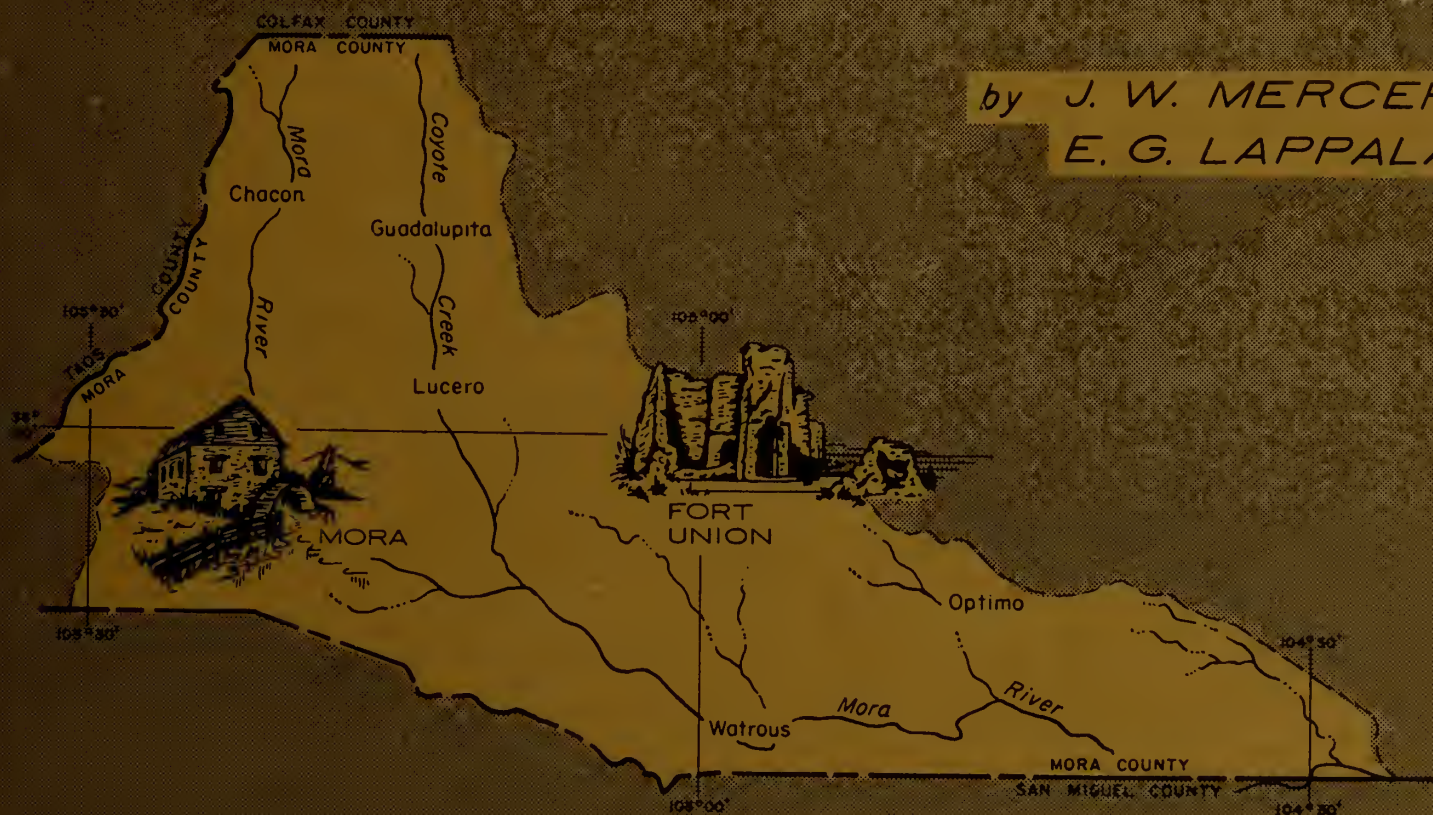 COLFAX COUNTY
MORA COUNTY
by J. W. MERCER
E. G. LAPPALA
Mora
Coyote
Chacon
Guadalupita
COUNTY
COUNTY
River
Creek
105°30'
105°00'
TAOS
MORA
Lucero
36°
FORT
UNION
MORA
Optimo
105°30'
104°30'
Mora
River
Watrous
MORA COUNTY
SAN MIGUEL COUNTY
105°00'
104°30'